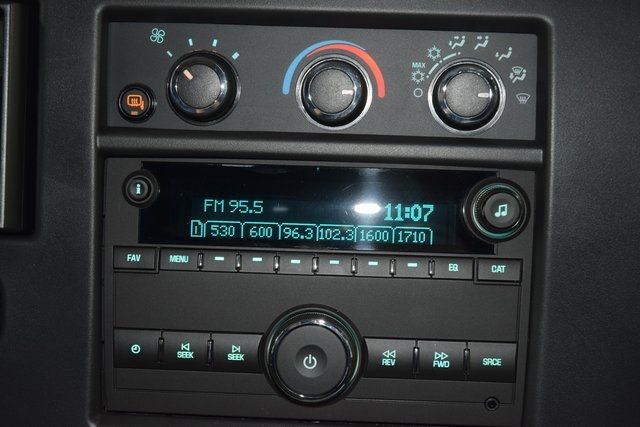 MAX
i
FM 95.5 11:07
1 530 600 96.3 102.3 1600 1710
FAV MENU EQ CAT
SEEK SEEK REV FWD SRCE